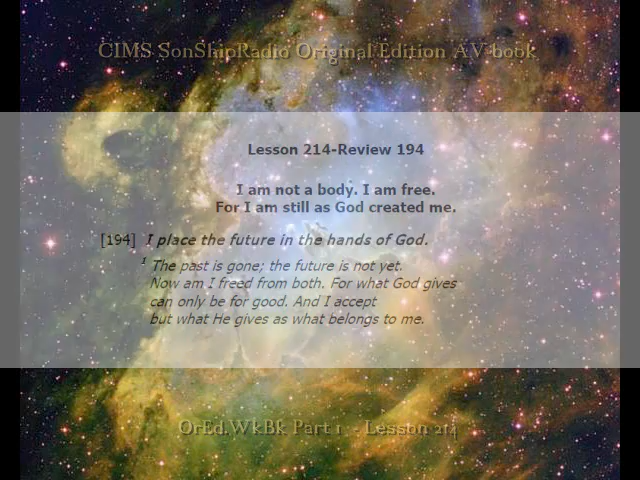 CIMS SonShipRadio Original Edition AV-book
Lesson 214-Review 194
I am not a body. I am free.
For I am still as God created me.
[194] I place the future in the hands of God.
1 The past is gone; the future is not yet.
Now am I freed from both. For what God gives
can only be for good. And I accept
but what He gives as what belongs to me.
OrEd.WkBk Part 1 - Lesson 214